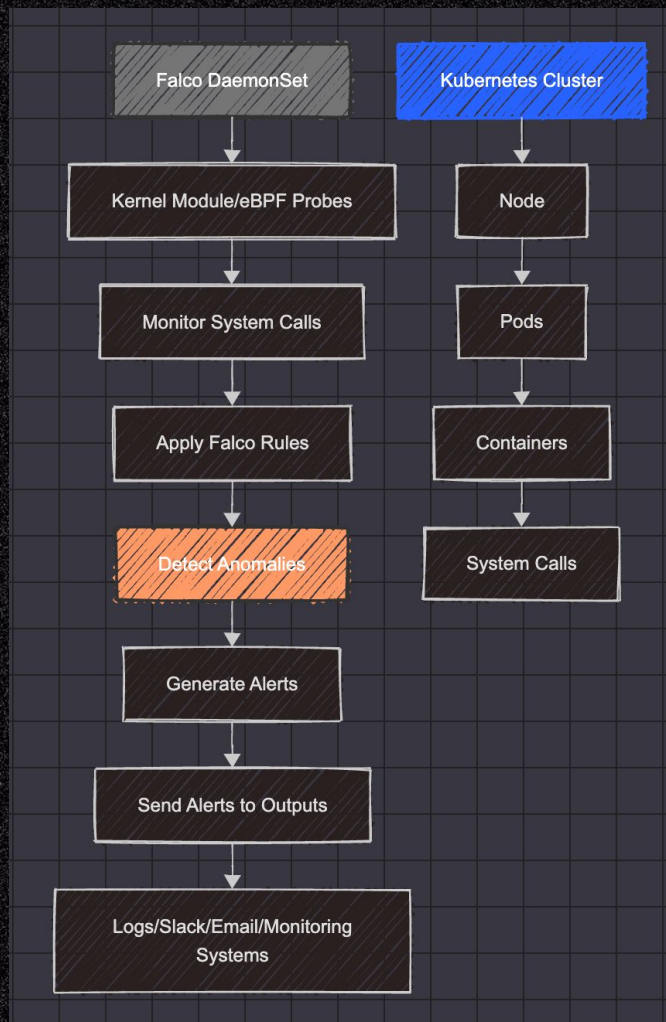 Falco DaemonSet
Kubernetes Cluster
Kernel Module/eBPF Probes
Node
Monitor System Calls
Pods
Apply Falco Rules
Containers
Detect Anomalies
System Calls
Generate Alerts
Send Alerts to Outputs
Logs/Slack/Email/Monitoring
Systems